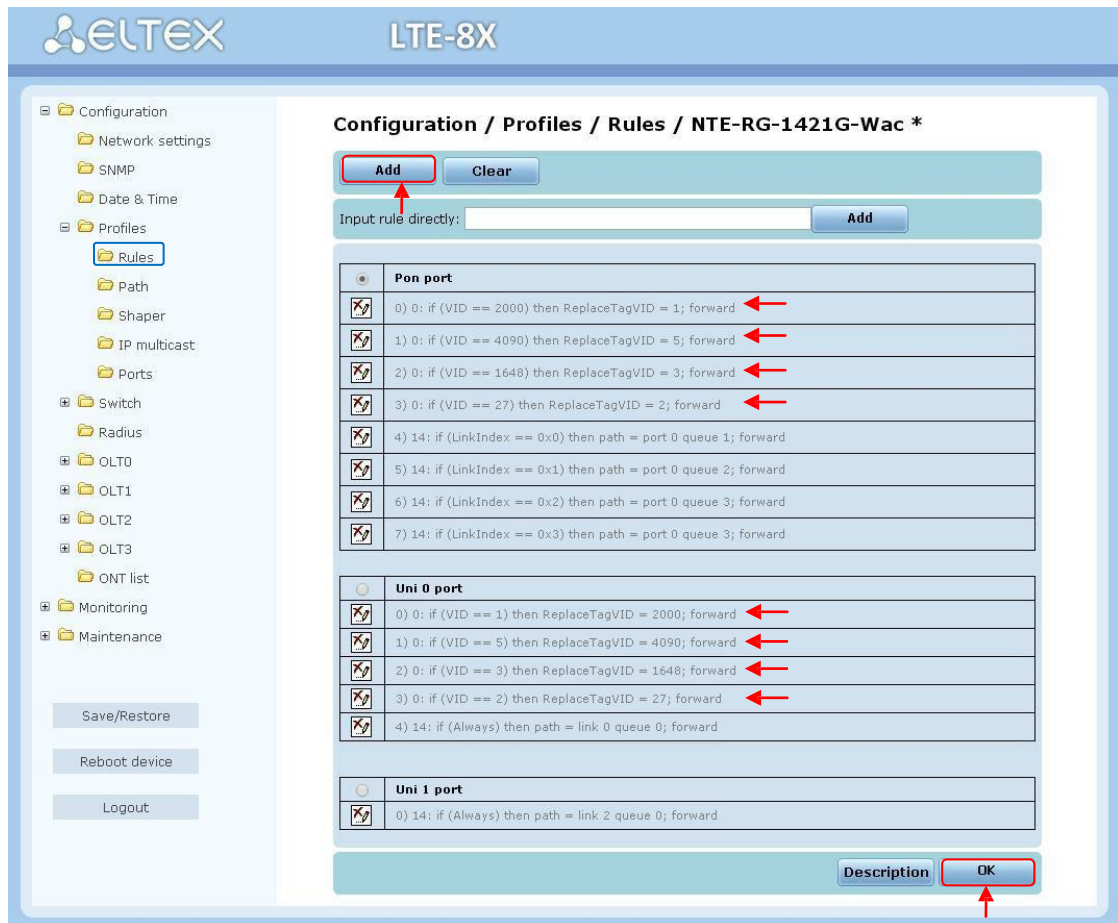 ELTEX
LTE-8X
Configuration
Network settings
SNMP
Date & Time
Profiles
Rules
Path
Shaper
IP multicast
Ports
Switch
Radius
OLT0
OLT1
OLT2
OLT3
ONT list
Monitoring
Maintenance
Save/Restore
Reboot device
Logout
Configuration / Profiles / Rules / NTE-RG-1421G-Wac *
Add Clear
Input rule directly: Add
Pon port
0) 0: if (VID == 2000) then ReplaceTagVID = 1; forward
1) 0: if (VID == 4090) then ReplaceTagVID = 5; forward
2) 0: if (VID == 1648) then ReplaceTagVID = 3; forward
3) 0: if (VID == 27) then ReplaceTagVID = 2; forward
4) 14: if (LinkIndex == 0x0) then path = port 0 queue 1; forward
5) 14: if (LinkIndex == 0x1) then path = port 0 queue 2; forward
6) 14: if (LinkIndex == 0x2) then path = port 0 queue 3; forward
7) 14: if (LinkIndex == 0x3) then path = port 0 queue 3; forward
Uni 0 port
0) 0: if (VID == 1) then ReplaceTagVID = 2000; forward
1) 0: if (VID == 5) then ReplaceTagVID = 4090; forward
2) 0: if (VID == 3) then ReplaceTagVID = 1648; forward
3) 0: if (VID == 2) then ReplaceTagVID = 27; forward
4) 14: if (Always) then path = link 0 queue 0; forward
Uni 1 port
0) 14: if (Always) then path = link 2 queue 0; forward
Description OK